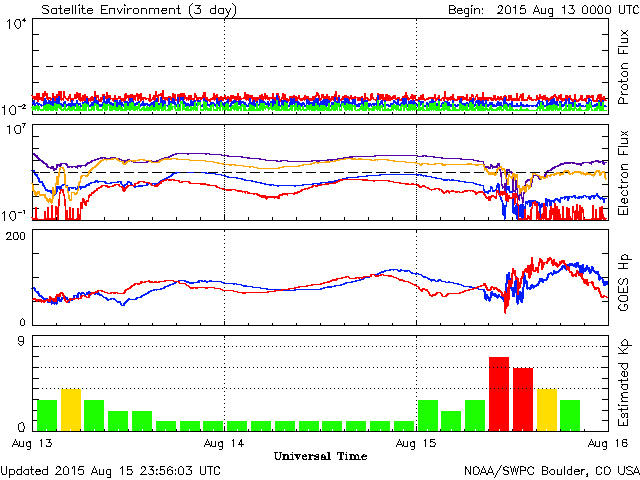 Satellite Environment (3 day) Begin: 2015 Aug 13 0000 UTC
10⁴
10⁻²
Proton Flux
10⁷
10⁻¹
Electron Flux
200
0
GOES Hp
9
0
Estimated Kp
Aug 13 Aug 14 Aug 15 Aug 16
Universal Time
Updated 2015 Aug 15 23:56:03 UTC NOAA/SWPC Boulder, CO USA